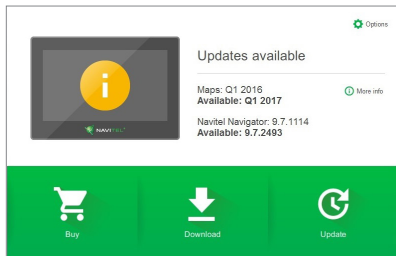 Options
Updates available
Maps: Q1 2016
Available: Q1 2017
More info
Navitel Navigator: 9.7.1114
Available: 9.7.2493
NAVITEL
Buy
Download
Update